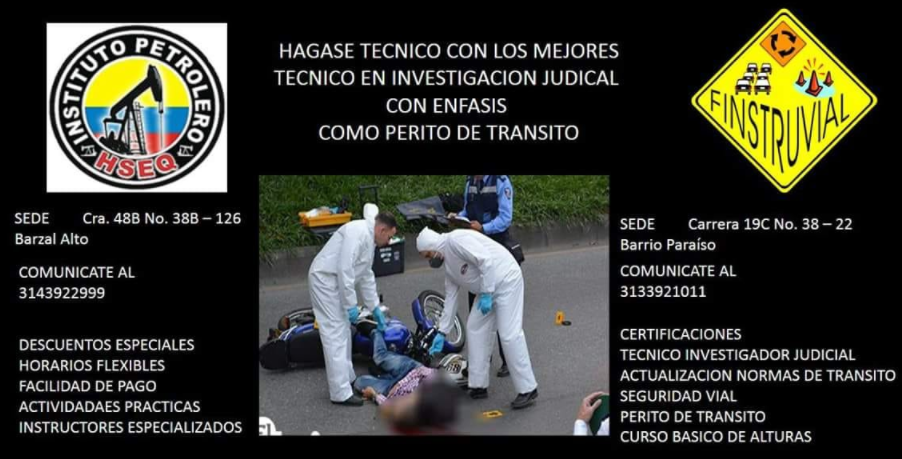 INSTITUTO PETROLERO
HSEQ
HAGASE TECNICO CON LOS MEJORES
TECNICO EN INVESTIGACION JUDICAL
CON ENFASIS
COMO PERITO DE TRANSITO
FINSTRUVIAL
SEDE Cra. 48B No. 38B – 126
Barzal Alto
COMUNICATE AL
3143922999
DESCUENTOS ESPECIALES
HORARIOS FLEXIBLES
FACILIDAD DE PAGO
ACTIVIDADAES PRACTICAS
INSTRUCTORES ESPECIALIZADOS
SEDE Carrera 19C No. 38 – 22
Barrio Paraíso
COMUNICATE AL
3133921011
CERTIFICACIONES
TECNICO INVESTIGADOR JUDICIAL
ACTUALIZACION NORMAS DE TRANSITO
SEGURIDAD VIAL
PERITO DE TRANSITO
CURSO BASICO DE ALTURAS